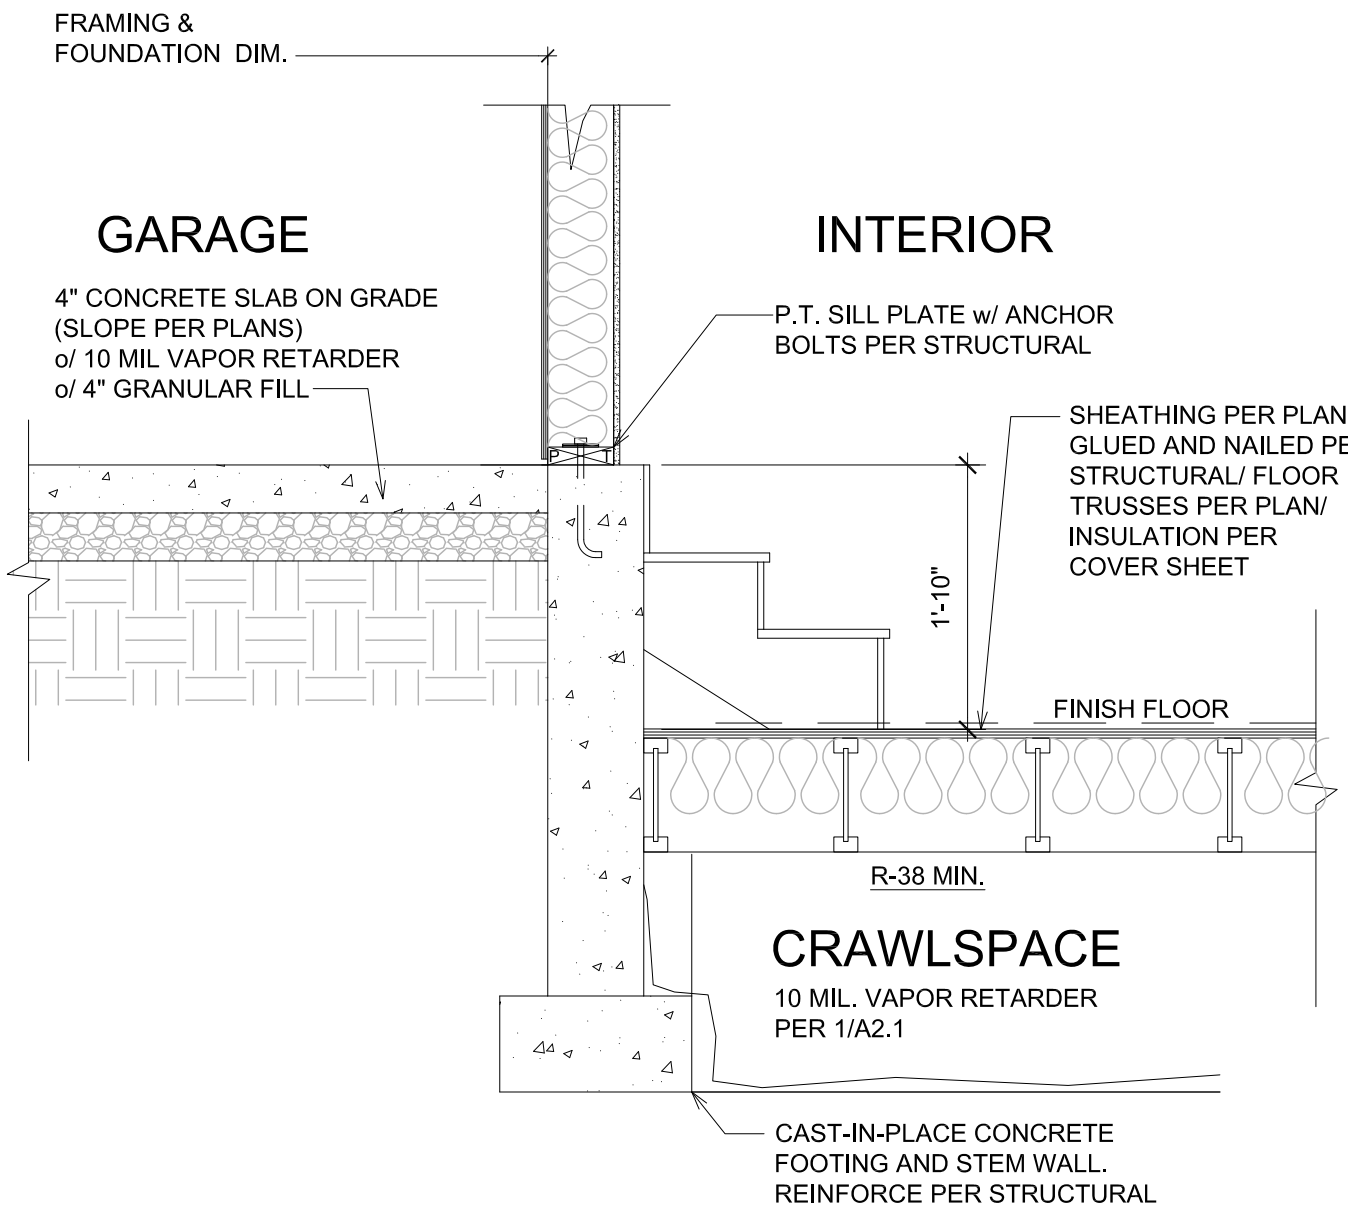 FRAMING &
FOUNDATION DIM.
GARAGE
INTERIOR
4" CONCRETE SLAB ON GRADE
(SLOPE PER PLANS)
o/ 10 MIL VAPOR RETARDER
o/ 4" GRANULAR FILL
P.T. SILL PLATE w/ ANCHOR
BOLTS PER STRUCTURAL
SHEATHING PER PLAN
GLUED AND NAILED PE
STRUCTURAL/ FLOOR
TRUSSES PER PLAN/
INSULATION PER
COVER SHEET
P T
1'-10"
FINISH FLOOR
R-38 MIN.
CRAWLSPACE
10 MIL. VAPOR RETARDER
PER 1/A2.1
CAST-IN-PLACE CONCRETE
FOOTING AND STEM WALL.
REINFORCE PER STRUCTURAL